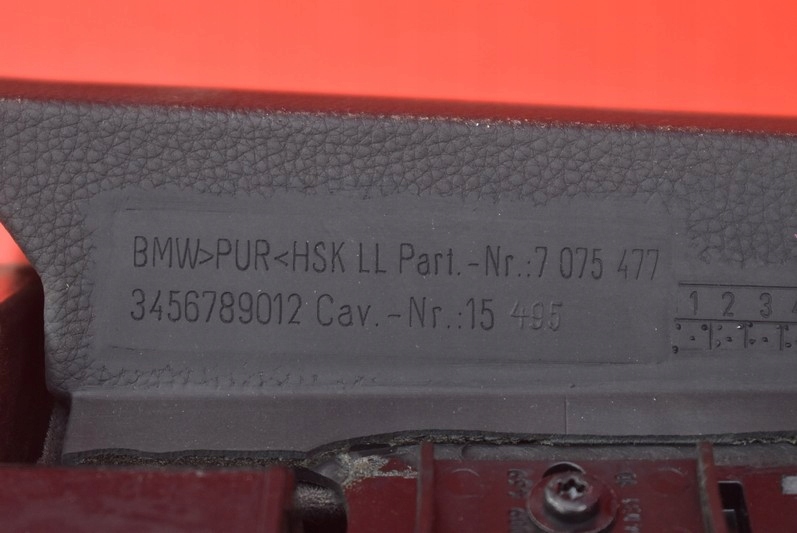 BMW>PUR<HSK LL Part.-Nr.:7 075 477
3456789012 Cav.-Nr.:15 495
1 2 3